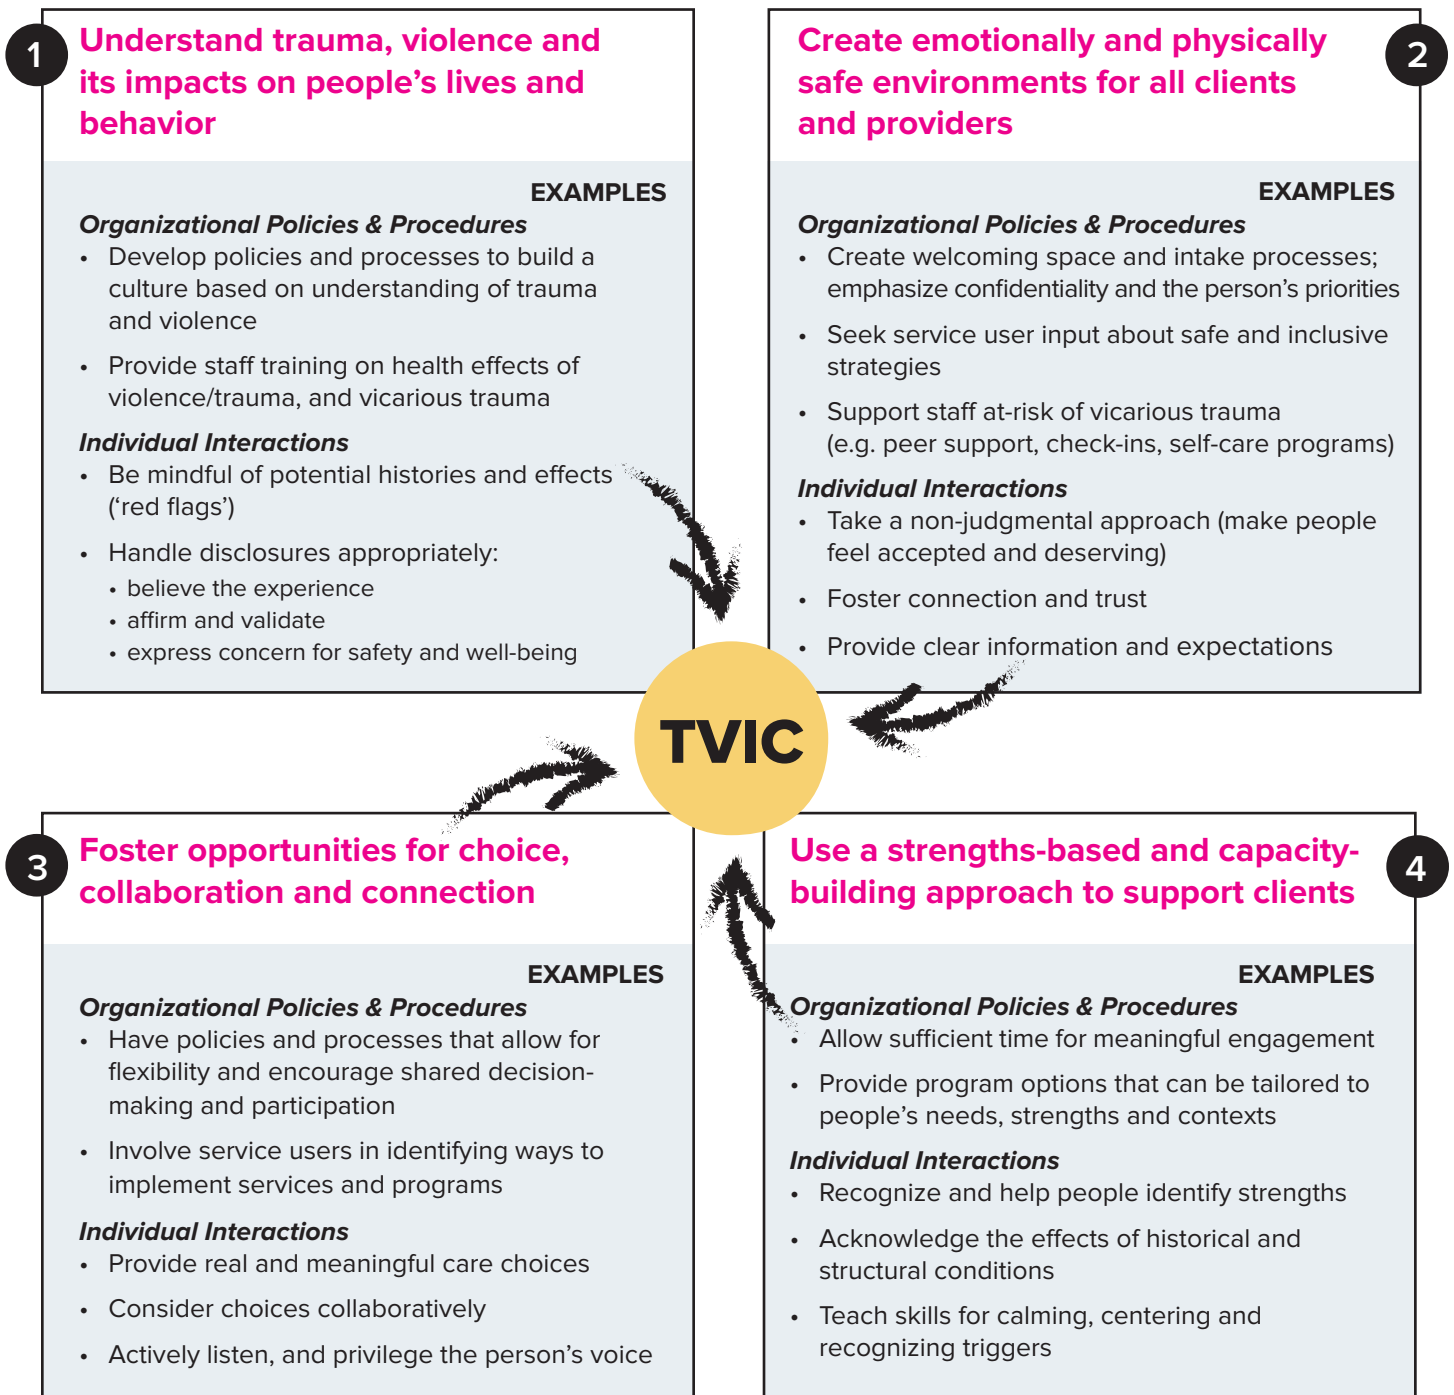 1
Understand trauma, violence and
its impacts on people's lives and
behavior
EXAMPLES
Organizational Policies & Procedures
• Develop policies and processes to build a
culture based on understanding of trauma
and violence
• Provide staff training on health effects of
violence/trauma, and vicarious trauma
Individual Interactions
• Be mindful of potential histories and effects
(‘red flags’)
• Handle disclosures appropriately:
• believe the experience
• affirm and validate
• express concern for safety and well-being
2
Create emotionally and physically
safe environments for all clients
and providers
EXAMPLES
Organizational Policies & Procedures
• Create welcoming space and intake processes;
emphasize confidentiality and the person’s priorities
• Seek service user input about safe and inclusive
strategies
• Support staff at-risk of vicarious trauma
(e.g. peer support, check-ins, self-care programs)
Individual Interactions
• Take a non-judgmental approach (make people
feel accepted and deserving)
• Foster connection and trust
• Provide clear information and expectations
TVIC
3
Foster opportunities for choice,
collaboration and connection
EXAMPLES
Organizational Policies & Procedures
• Have policies and processes that allow for
flexibility and encourage shared decision-
making and participation
• Involve service users in identifying ways to
implement services and programs
Individual Interactions
• Provide real and meaningful care choices
• Consider choices collaboratively
• Actively listen, and privilege the person’s voice
4
Use a strengths-based and capacity-
building approach to support clients
EXAMPLES
Organizational Policies & Procedures
• Allow sufficient time for meaningful engagement
• Provide program options that can be tailored to
people’s needs, strengths and contexts
Individual Interactions
• Recognize and help people identify strengths
• Acknowledge the effects of historical and
structural conditions
• Teach skills for calming, centering and
recognizing triggers